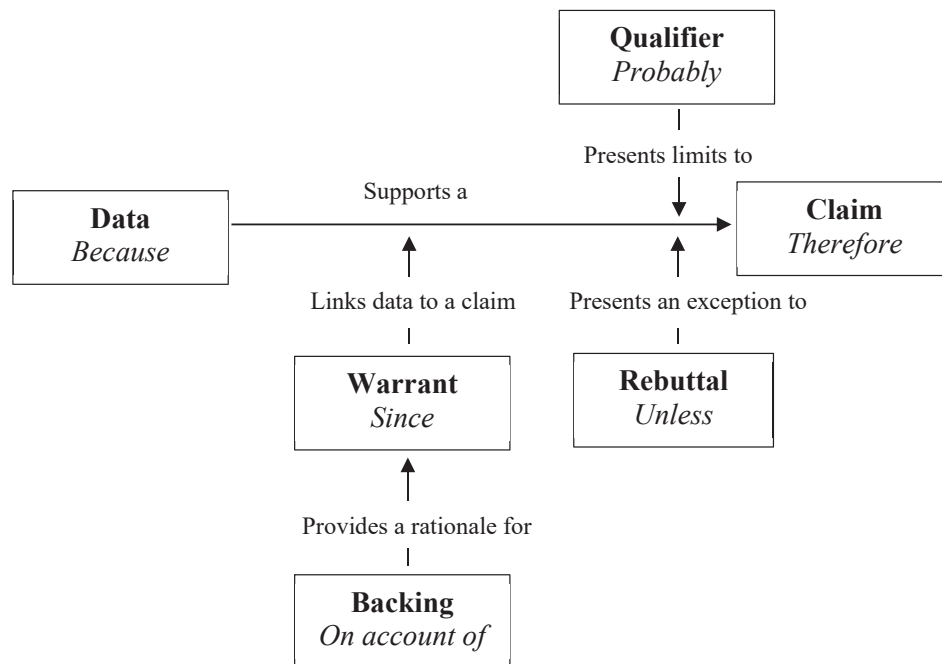 Qualifier
Probably
Presents limits to
Supports a
Data
Because
Claim
Therefore
Links data to a claim
Presents an exception to
Warrant
Since
Rebuttal
Unless
Provides a rationale for
Backing
On account of